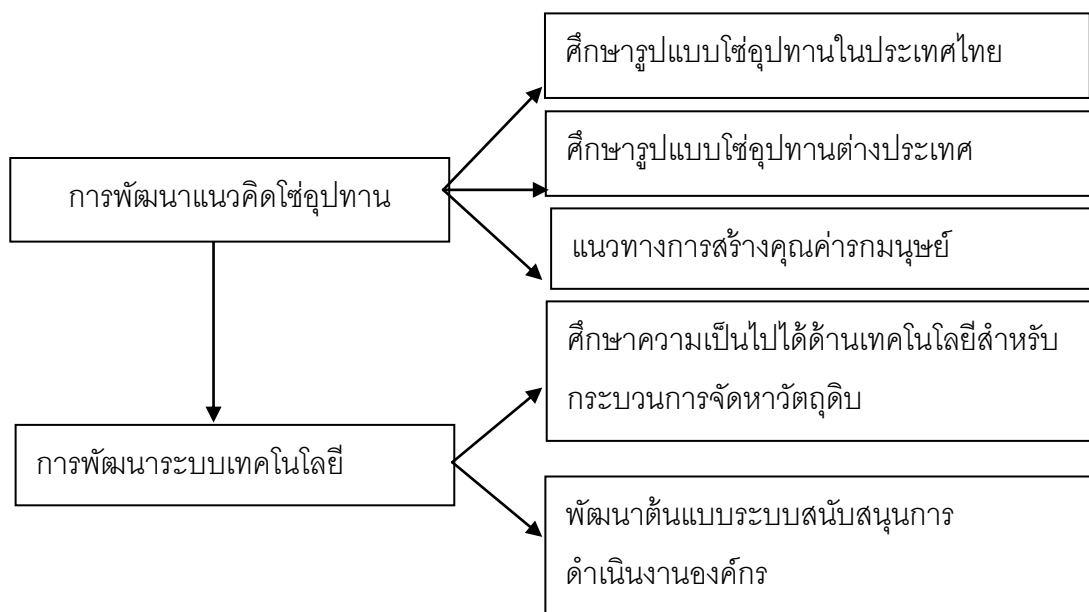 ศึกษารูปแบบโซ่อุปทานในประเทศไทย
ศึกษารูปแบบโซ่อุปทานต่างประเทศ
การพัฒนาแนวคิดโซ่อุปทาน
แนวทางการสร้างคุณค่ารกมนุษย์
ศึกษาความเป็นไปได้ด้านเทคโนโลยีสำหรับ
กระบวนการจัดหาวัตถุดิบ
การพัฒนาระบบเทคโนโลยี
พัฒนาต้นแบบระบบสนับสนุนการ
ดำเนินงานองค์กร